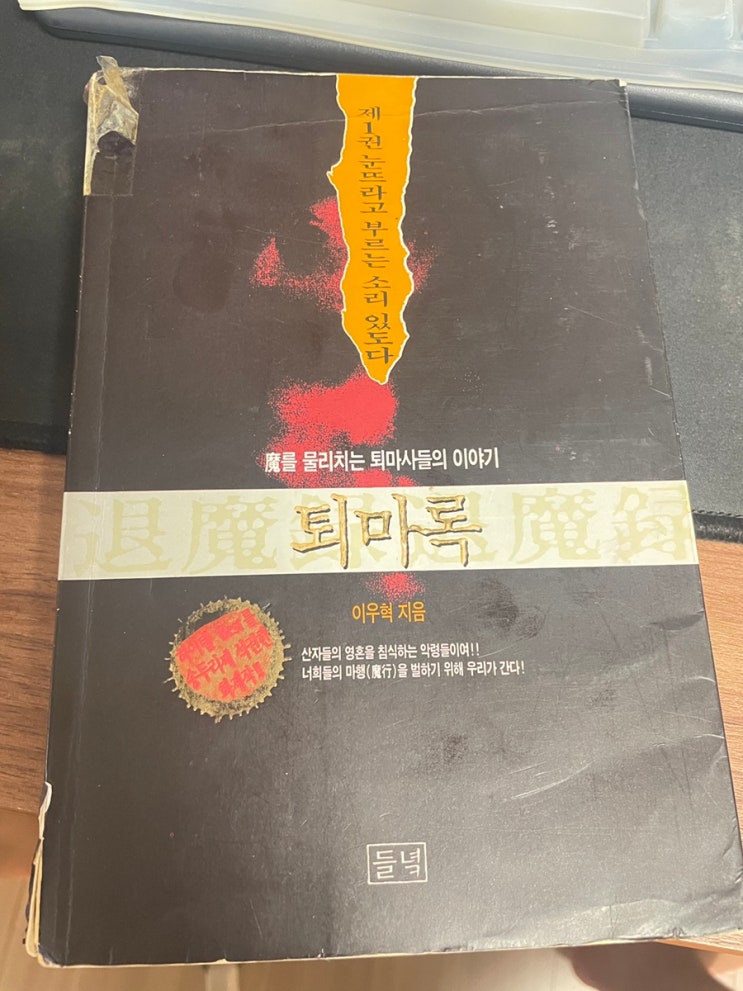 제1권 눈뜨라고 부르는 소리 있도다
魔를 물리치는 퇴마사들의 이야기
退魔錄 退魔錄
퇴마록
이우혁 지음
산자들의 영혼을 침식하는 악령들이여!!
너희들의 마행(魔行)을 벌하기 위해 우리가 간다!
들녘